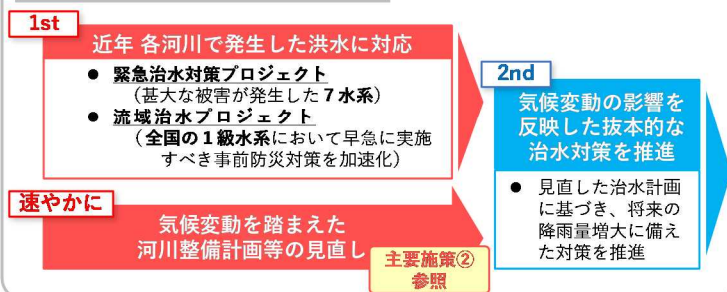 1st
近年 各河川で発生した洪水に対応
● 緊急治水対策プロジェクト
（甚大な被害が発生した７水系）
● 流域治水プロジェクト
（全国の１級水系において早急に実施
すべき事前防災対策を加速化）
速やかに
気候変動を踏まえた
河川整備計画等の見直し
主要施策②
参照
2nd
気候変動の影響を
反映した抜本的な
治水対策を推進
● 見直した治水計画
に基づき、将来の
降雨量増大に備え
た対策を推進